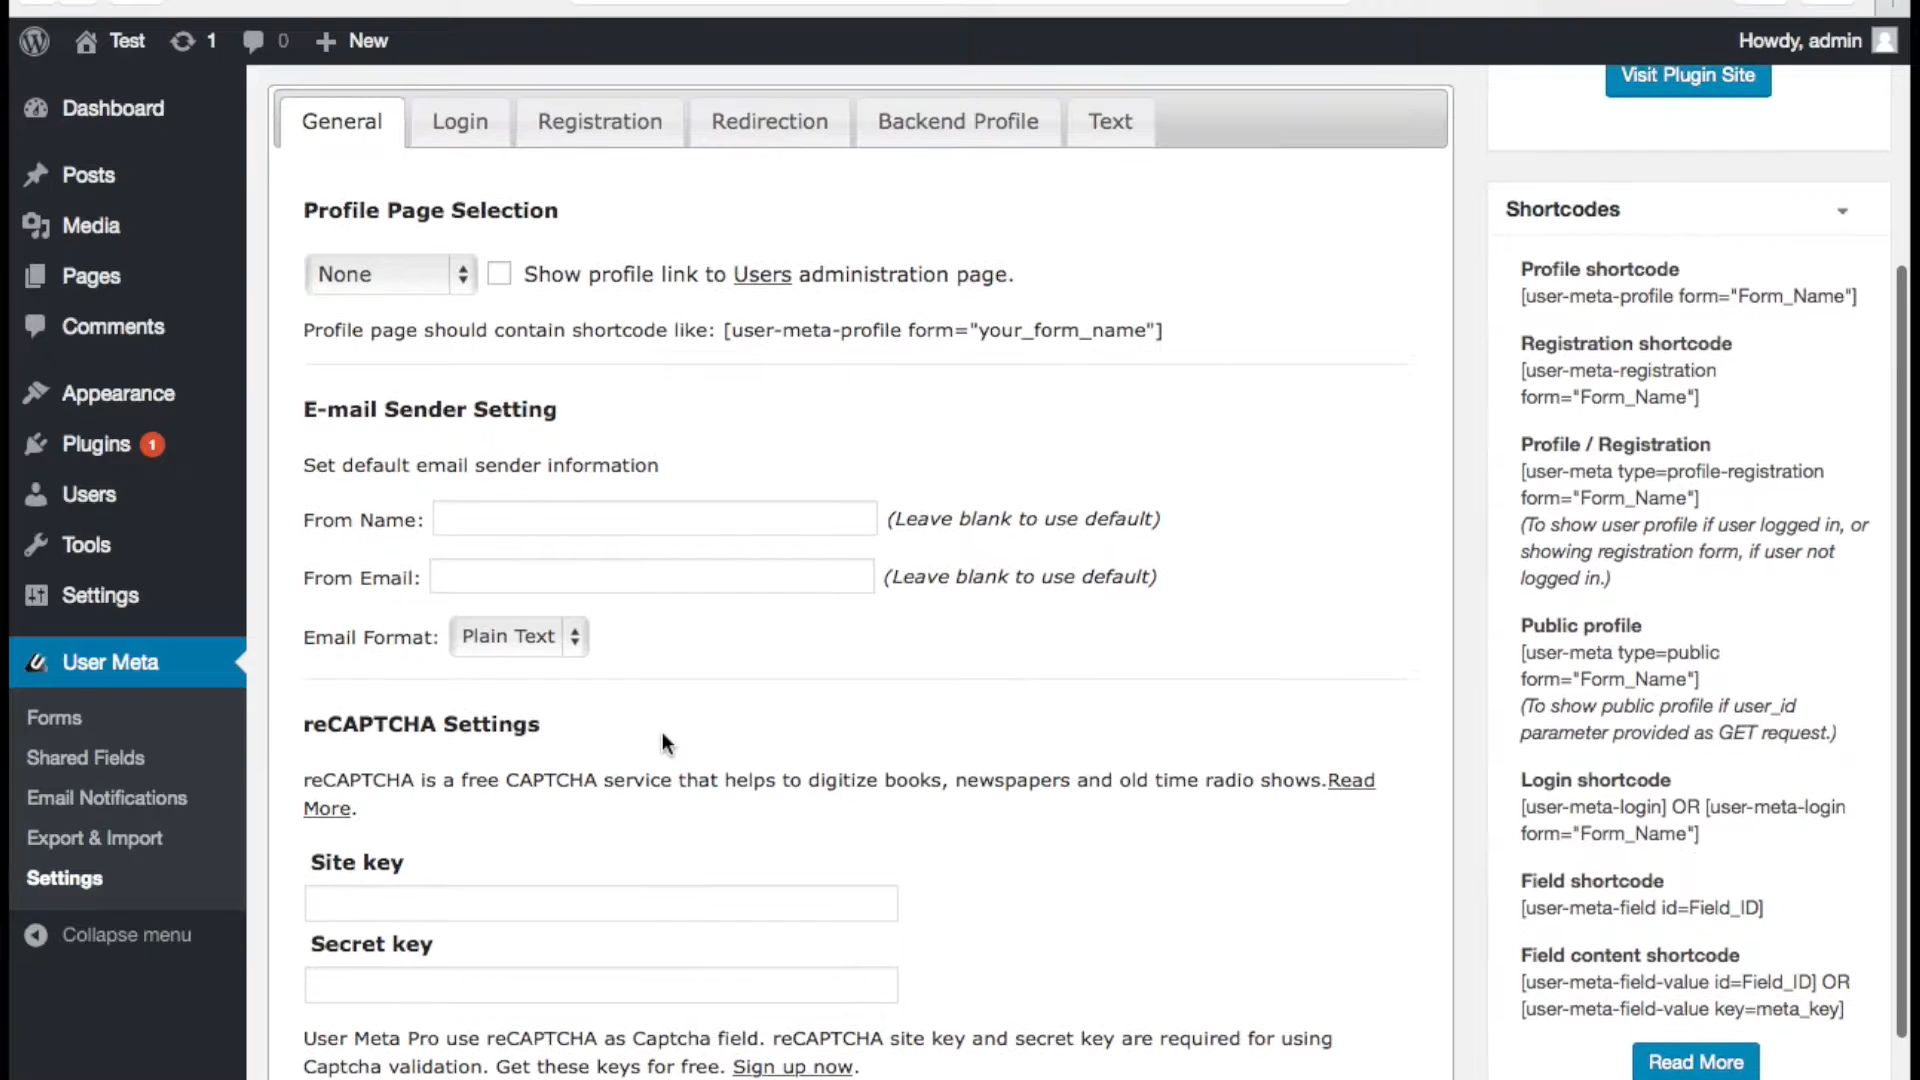 Test 1 0 New Howdy, admin
Dashboard
Posts
Media
Pages
Comments
Appearance
Plugins 1
Users
Tools
Settings
User Meta
Forms
Shared Fields
Email Notifications
Export & Import
Settings
Collapse menu
General Login Registration Redirection Backend Profile Text
Profile Page Selection
None Show profile link to Users administration page.
Profile page should contain shortcode like: [user-meta-profile form="your_form_name"]
E-mail Sender Setting
Set default email sender information
From Name: (Leave blank to use default)
From Email: (Leave blank to use default)
Email Format: Plain Text
reCAPTCHA Settings
reCAPTCHA is a free CAPTCHA service that helps to digitize books, newspapers and old time radio shows.Read
More.
Site key
Secret key
User Meta Pro use reCAPTCHA as Captcha field. reCAPTCHA site key and secret key are required for using
Captcha validation. Get these keys for free. Sign up now.
Visit Plugin Site
Shortcodes
Profile shortcode
[user-meta-profile form="Form_Name"]
Registration shortcode
[user-meta-registration
form="Form_Name"]
Profile / Registration
[user-meta type=profile-registration
form="Form_Name"]
(To show user profile if user logged in, or
showing registration form, if user not
logged in.)
Public profile
[user-meta type=public
form="Form_Name"]
(To show public profile if user_id
parameter provided as GET request.)
Login shortcode
[user-meta-login] OR [user-meta-login
form="Form_Name"]
Field shortcode
[user-meta-field id=Field_ID]
Field content shortcode
[user-meta-field-value id=Field_ID] OR
[user-meta-field-value key=meta_key]
Read More